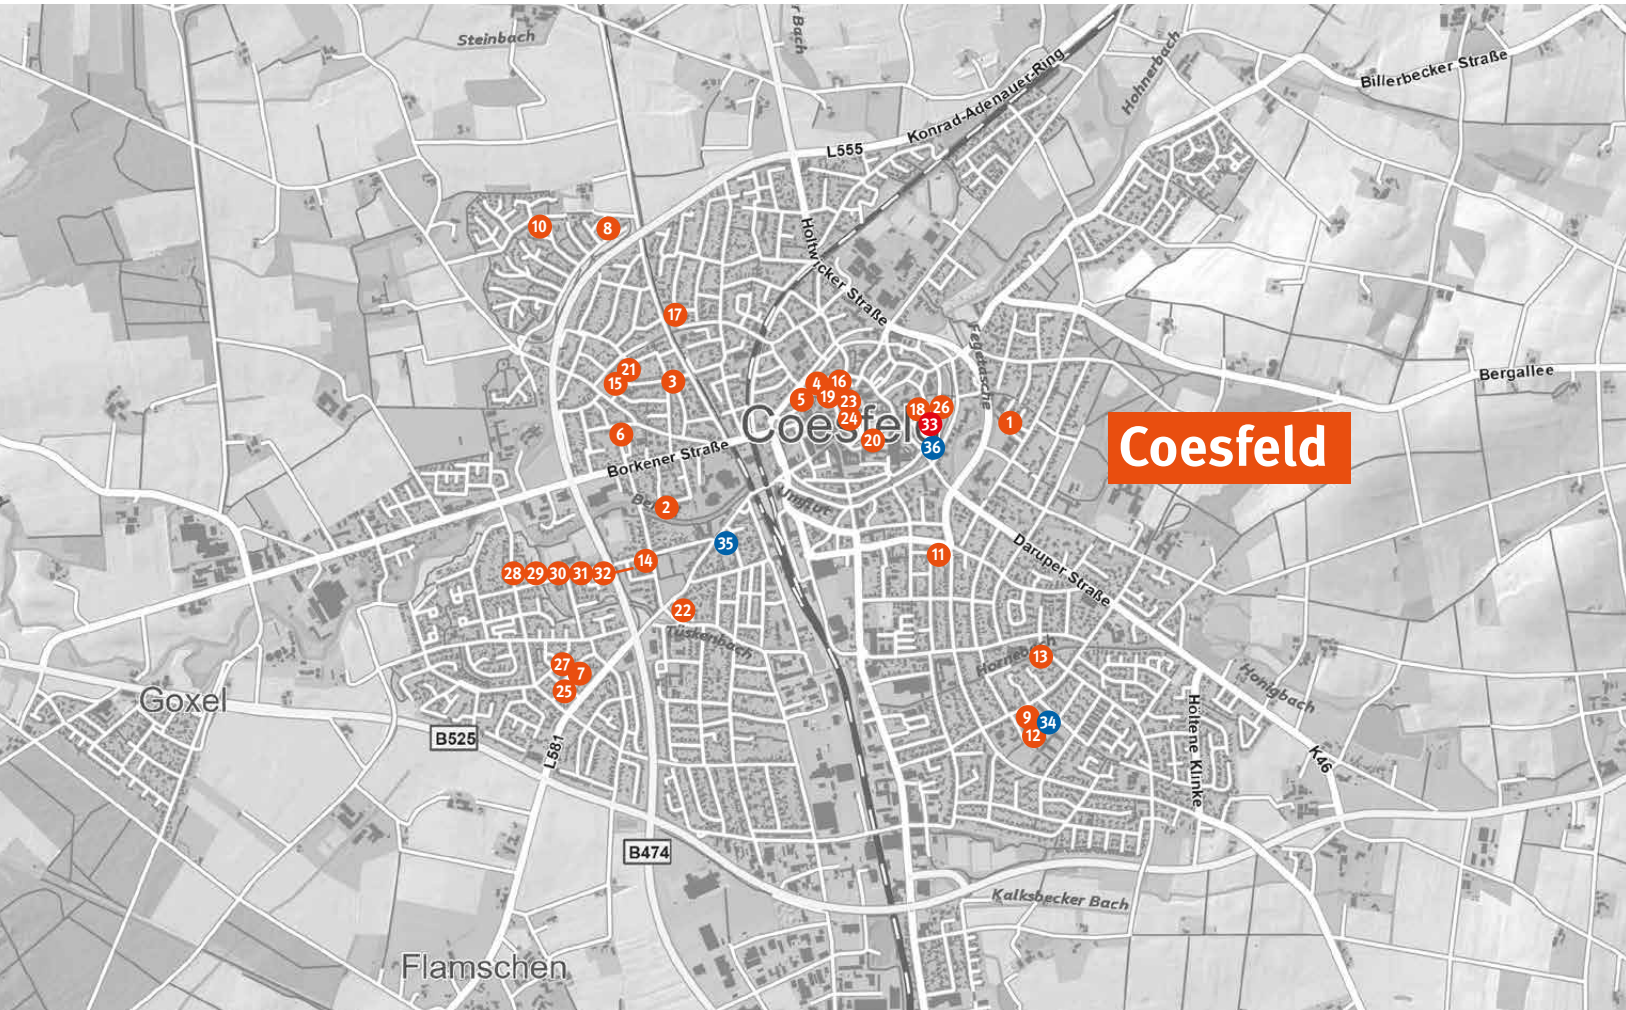 Steinbach
r Bach
Hohnerbach
Billerbecker Straße
Konrad-Adenauer-Ring
L555
10
8
Holtwicker Straße
17
Fegetasche
21
15
3
4
16
5
19
23
24
18
26
33
1
Bergallee
Coesfeld
Coesfeld
6
20
36
Borkener Straße
2
Umflut
35
14
11
28
29
30
31
32
Daruper Straße
22
Tüskenbach
13
27
7
25
Honigbach
Goxel
9
34
12
Höltene Klinke
B525
L581
K46
B474
Kalksbecker Bach
Flamschen